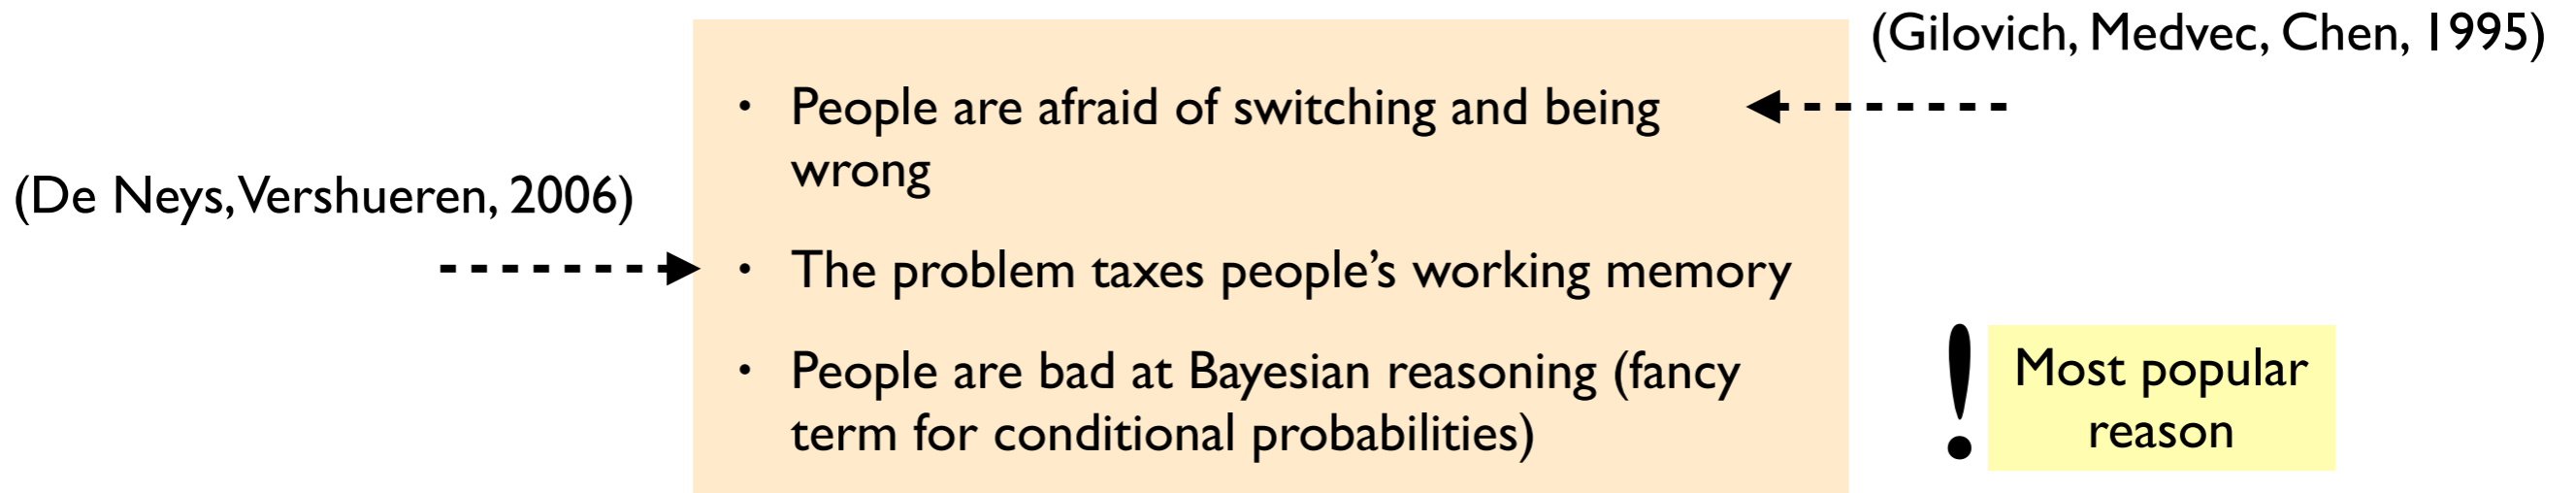 (Gilovich, Medvec, Chen, 1995)
• People are afraid of switching and being
wrong
(De Neys, Vershueren, 2006)
• The problem taxes people’s working memory
• People are bad at Bayesian reasoning (fancy
term for conditional probabilities)
!
Most popular
reason